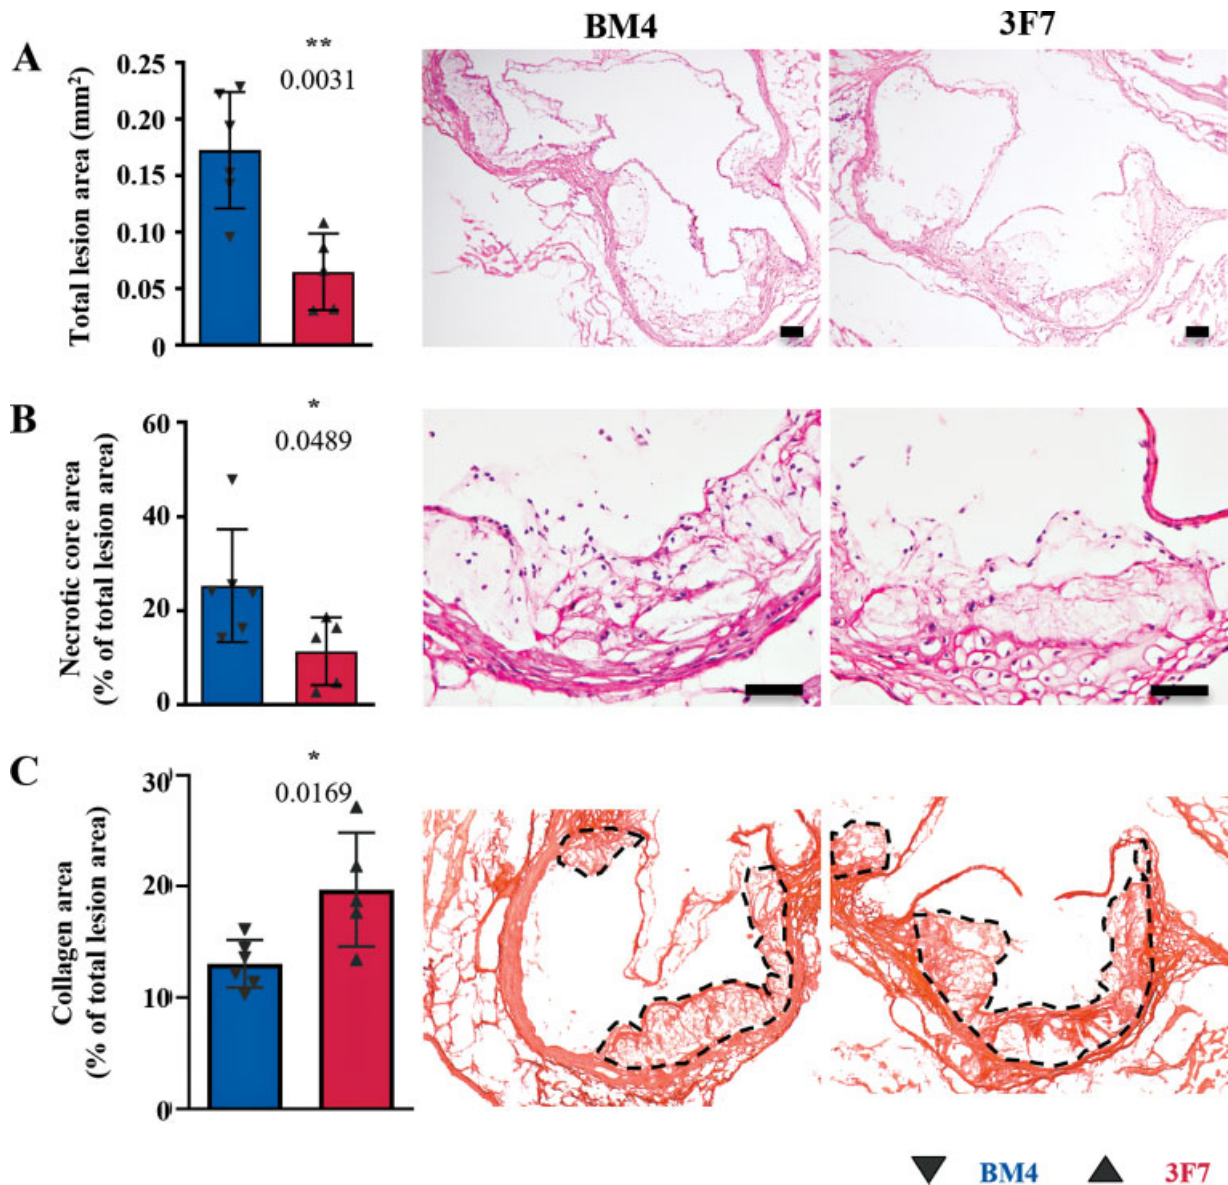 BM4 3F7
A
Total lesion area (mm²)
0.25
0.20
0.15
0.10
0.05
0
**
0.0031
B
Necrotic core area
(% of total lesion area)
60
40
20
0
*
0.0489
C
Collagen area
(% of total lesion area)
30
20
10
0
*
0.0169
BM4 3F7